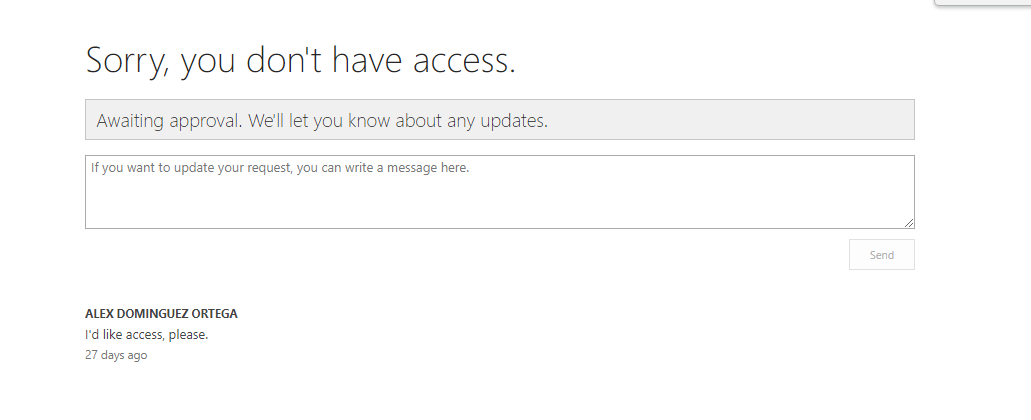 Sorry, you don't have access.
Awaiting approval. We'll let you know about any updates.
If you want to update your request, you can write a message here.
Send
ALEX DOMINGUEZ ORTEGA
I'd like access, please.
27 days ago